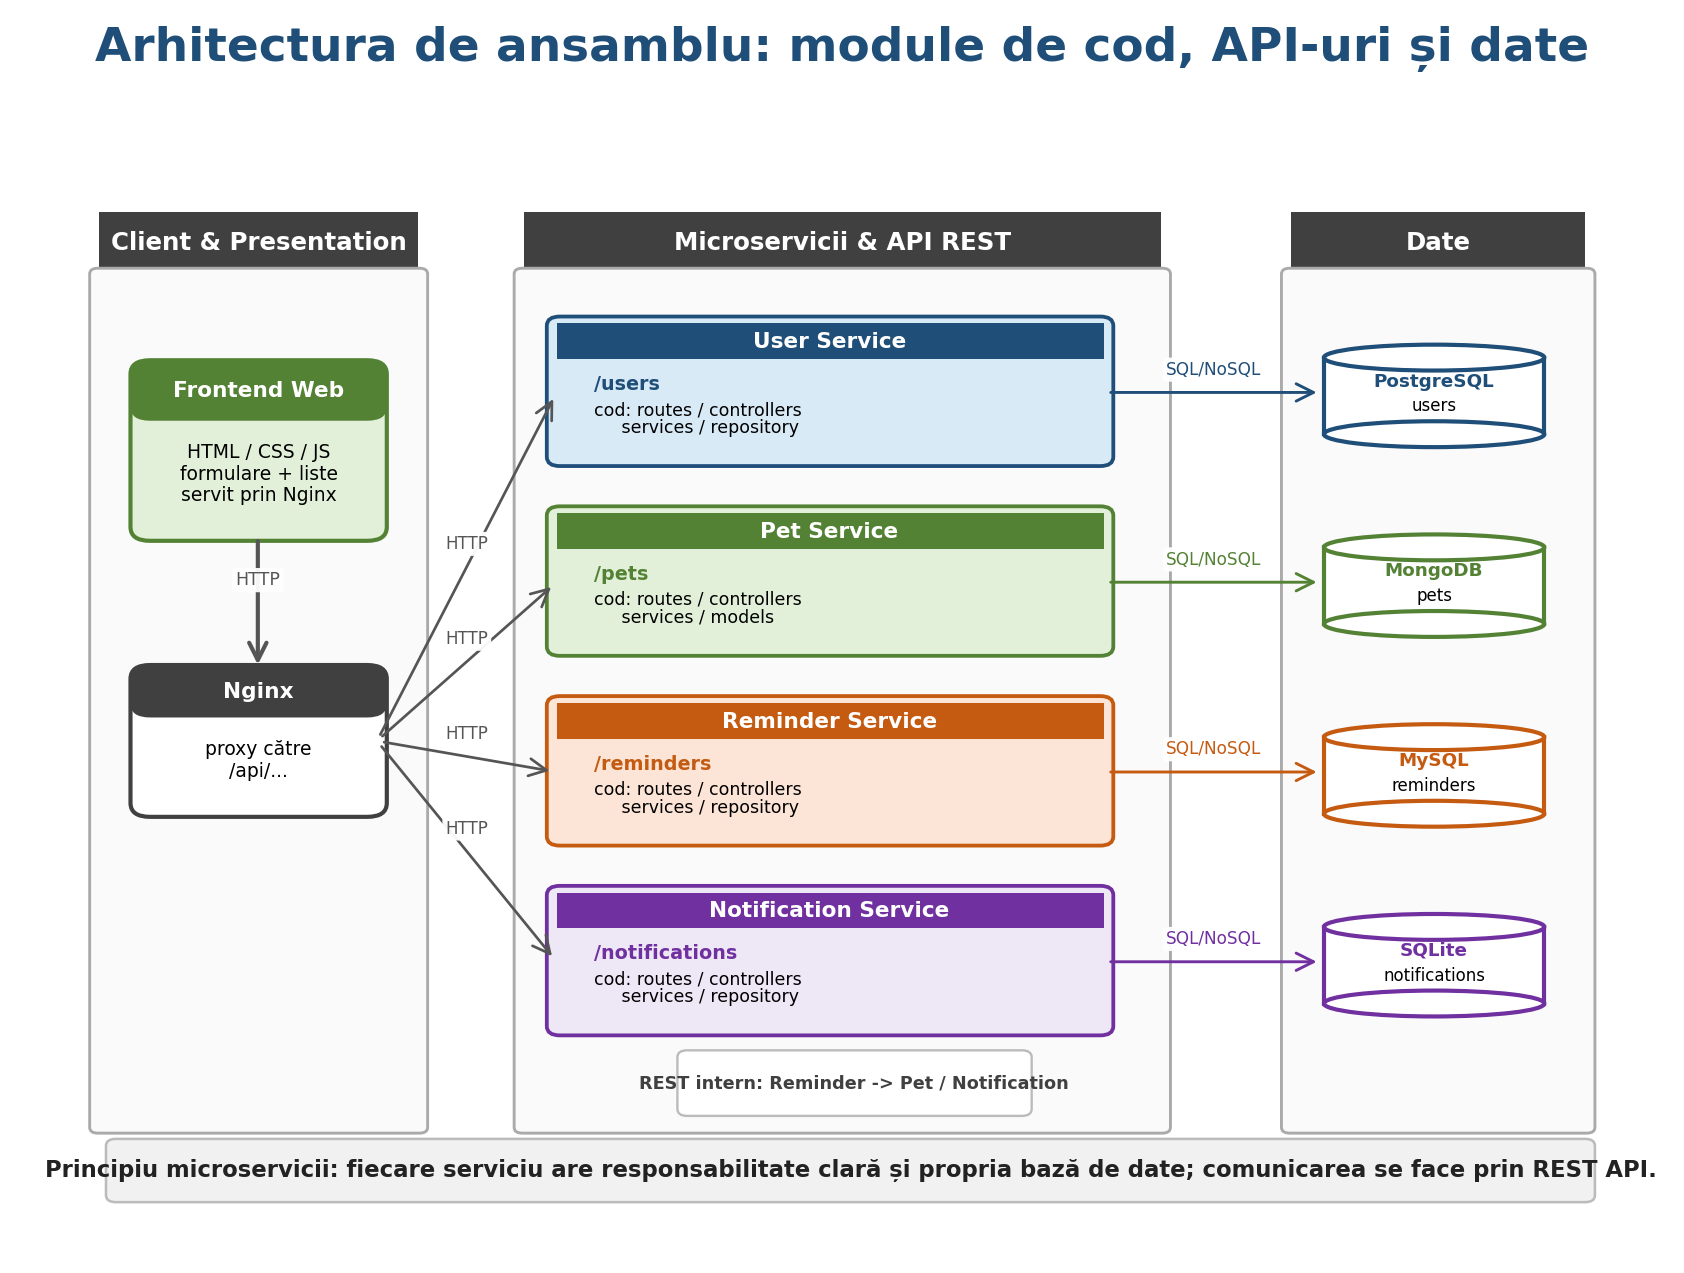 Arhitectura de ansamblu: module de cod, API-uri și date
Client & Presentation
Frontend Web
HTML / CSS / JS
formulare + liste
servit prin Nginx
HTTP
Nginx
proxy către
/api/...
HTTP
HTTP
HTTP
HTTP
Microservicii & API REST
User Service
/users
cod: routes / controllers
services / repository
Pet Service
/pets
cod: routes / controllers
services / models
Reminder Service
/reminders
cod: routes / controllers
services / repository
Notification Service
/notifications
cod: routes / controllers
services / repository
REST intern: Reminder -> Pet / Notification
SQL/NoSQL
SQL/NoSQL
SQL/NoSQL
SQL/NoSQL
Date
PostgreSQL
users
MongoDB
pets
MySQL
reminders
SQLite
notifications
Principiu microservicii: fiecare serviciu are responsabilitate clară și propria bază de date; comunicarea se face prin REST API.